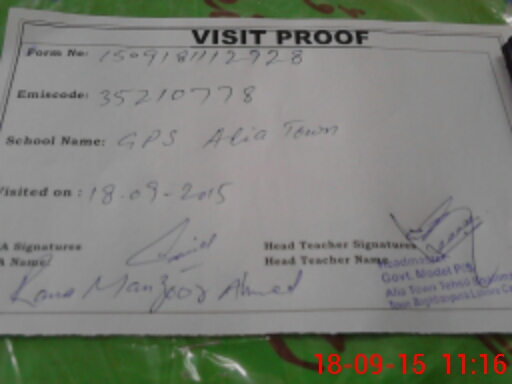 VISIT PROOF
Form No: 1509181112928
Emiscode: 35210778
School Name: GPS Alia Town
Visited on : 18-09-2015
A Signatures
Head Teacher Signatures
A Name: Rana Manzoor Ahmed
Head Teacher Name
Headmaster
Govt. Model P/S
Alia Town
18-09-15 11:16